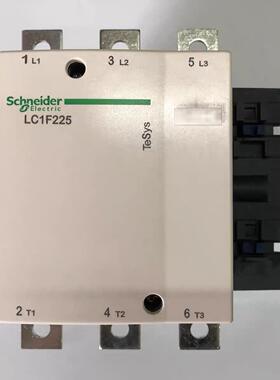 1 L1 3 L2 5 L3
Schneider
Electric
LC1F225
TeSys
2 T1 4 T2 6 T3